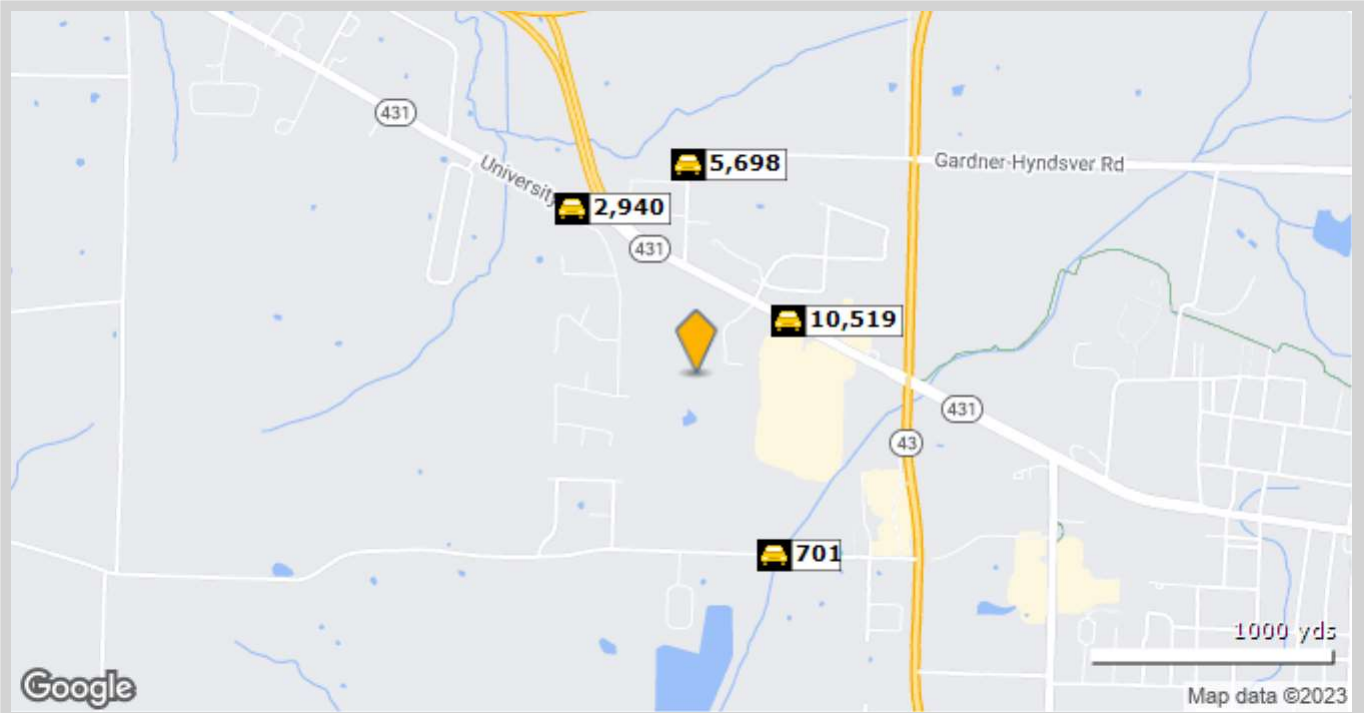 431
5,698
Gardner-Hyndsver Rd
University
2,940
431
10,519
431
43
701
1000 yds
Google
Map data ©2023